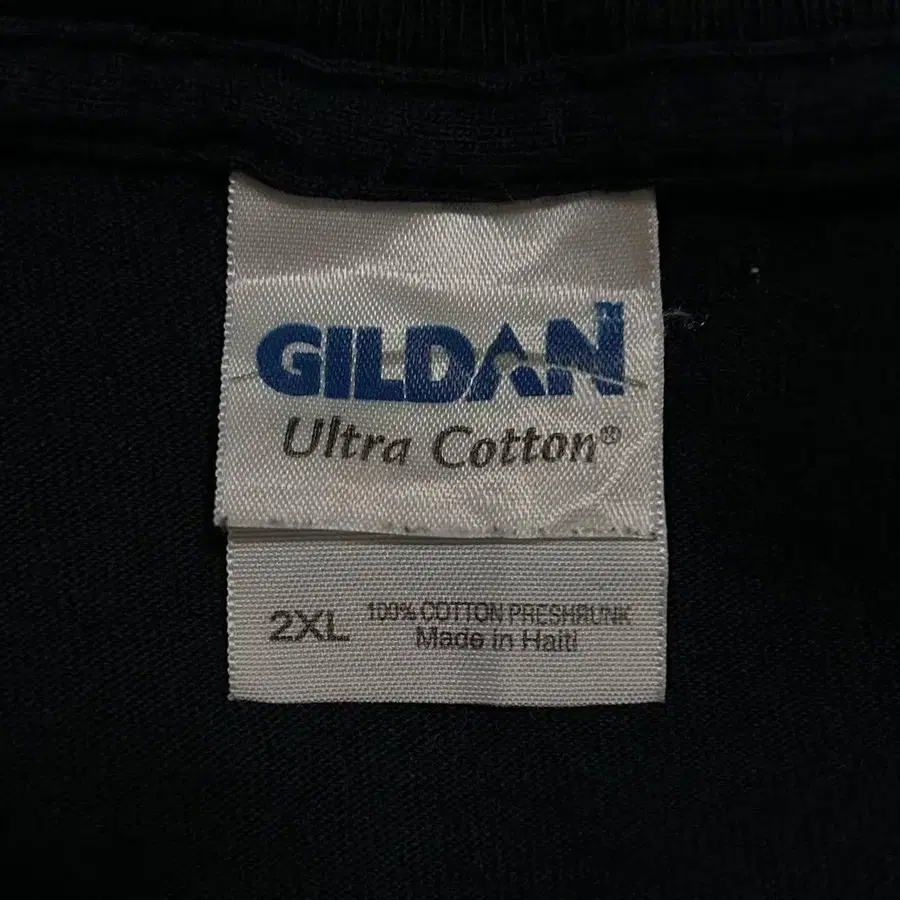 GILDAN
Ultra Cotton®
2XL 100% COTTON PRESHRUNK
Made in Haiti